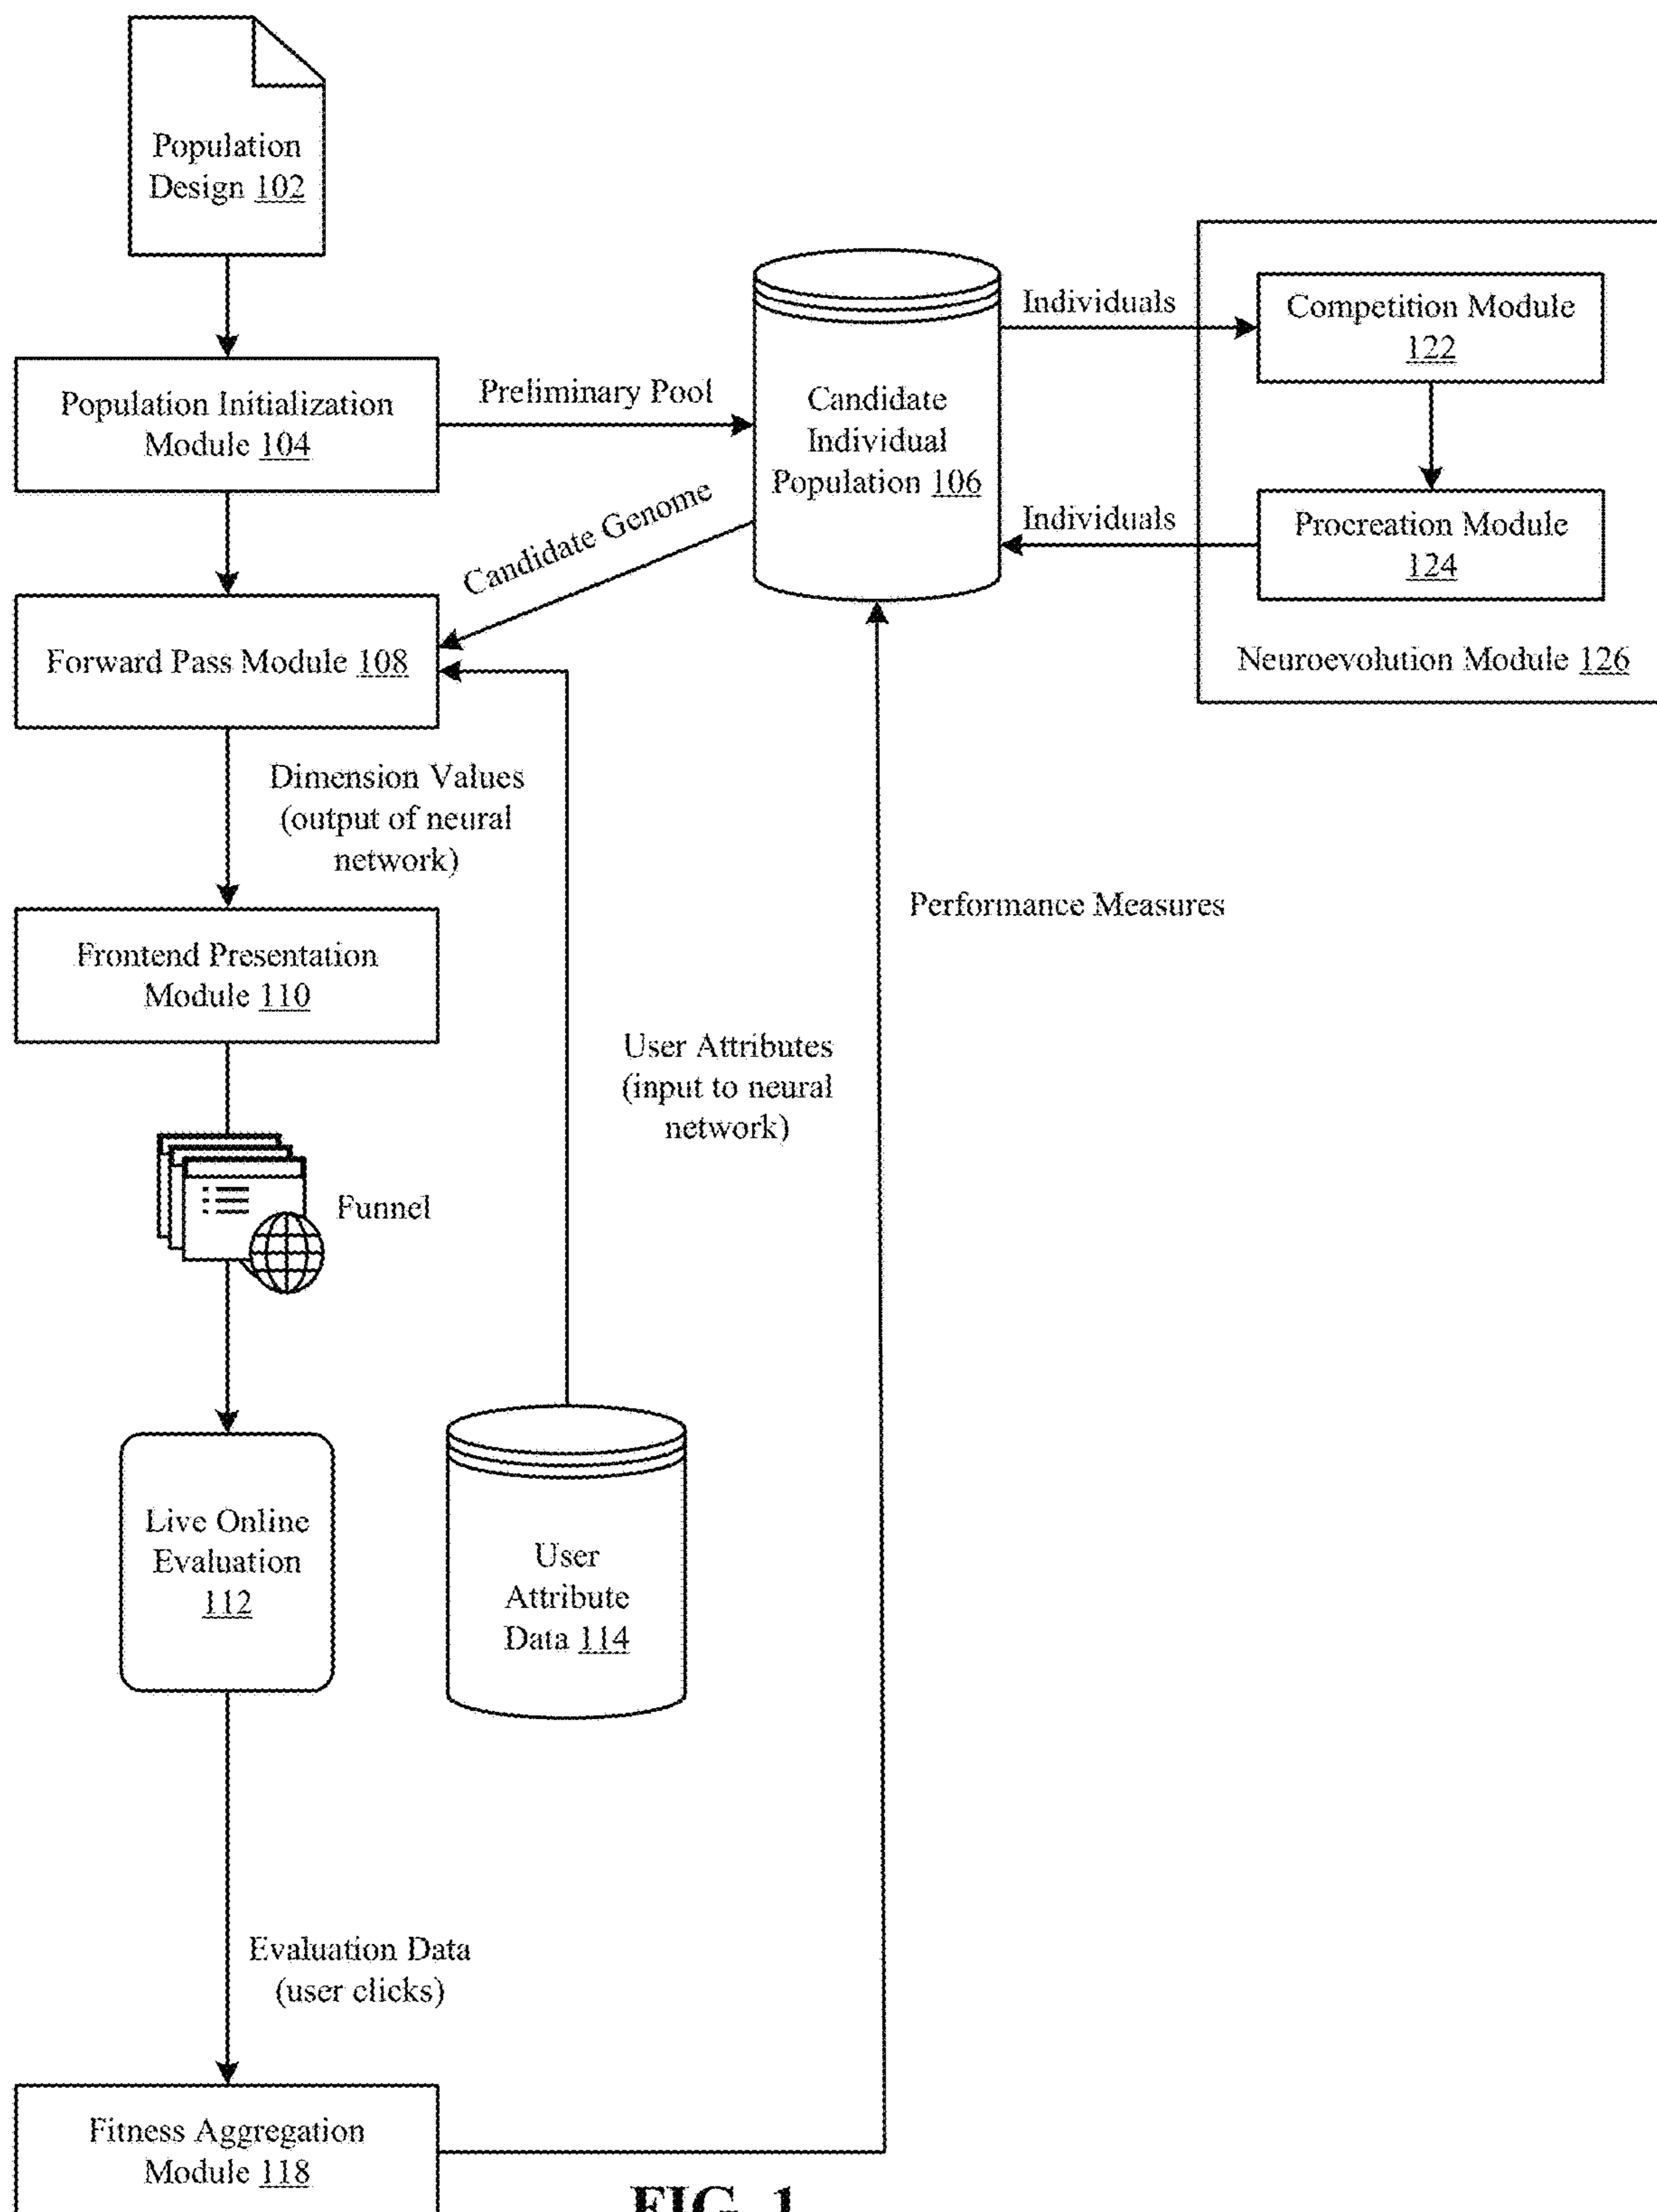 Population
Design 102
Population Initialization
Module 104
Preliminary Pool
Candidate
Individual
Population 106
Individuals
Competition Module
122
Individuals
Procreation Module
124
Neuroevolution Module 126
Candidate Genome
Forward Pass Module 108
Dimension Values
(output of neural
network)
Frontend Presentation
Module 110
Performance Measures
User Attributes
(input to neural
network)
Funnel
Live Online
Evaluation
112
User
Attribute
Data 114
Evaluation Data
(user clicks)
Fitness Aggregation
Module 118
FIG. 1